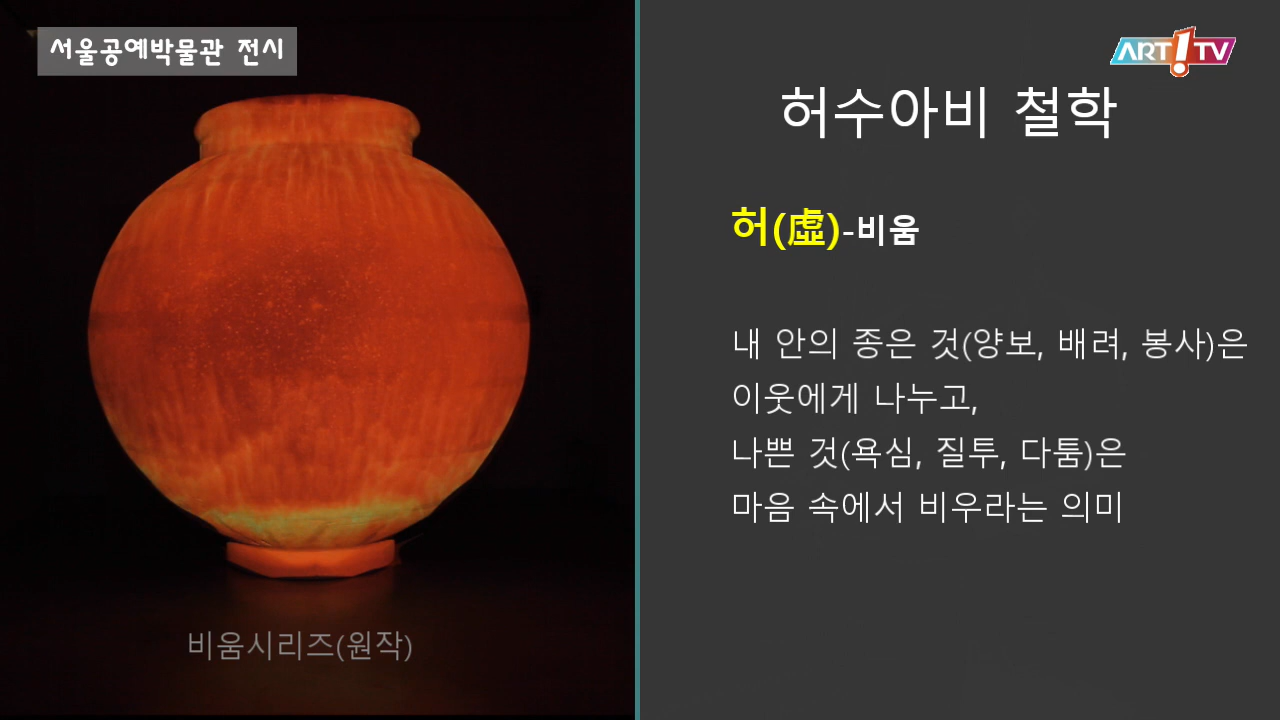 서울공예박물관 전시
ART!TV
허수아비 철학
허(虛)-비움
내 안의 종은 것(양보, 배려, 봉사)은
이웃에게 나누고,
나쁜 것(욕심, 질투, 다툼)은
마음 속에서 비우라는 의미
비움시리즈(원작)